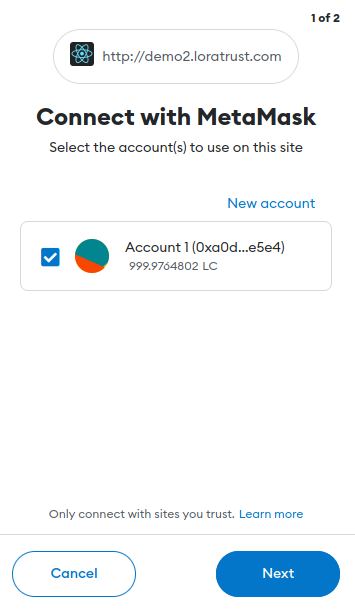 1 of 2
http://demo2.loratrust.com
Connect with MetaMask
Select the account(s) to use on this site
New account
Account 1 (0xa0d...e5e4)
999.9764802 LC
Only connect with sites you trust. Learn more
Cancel
Next